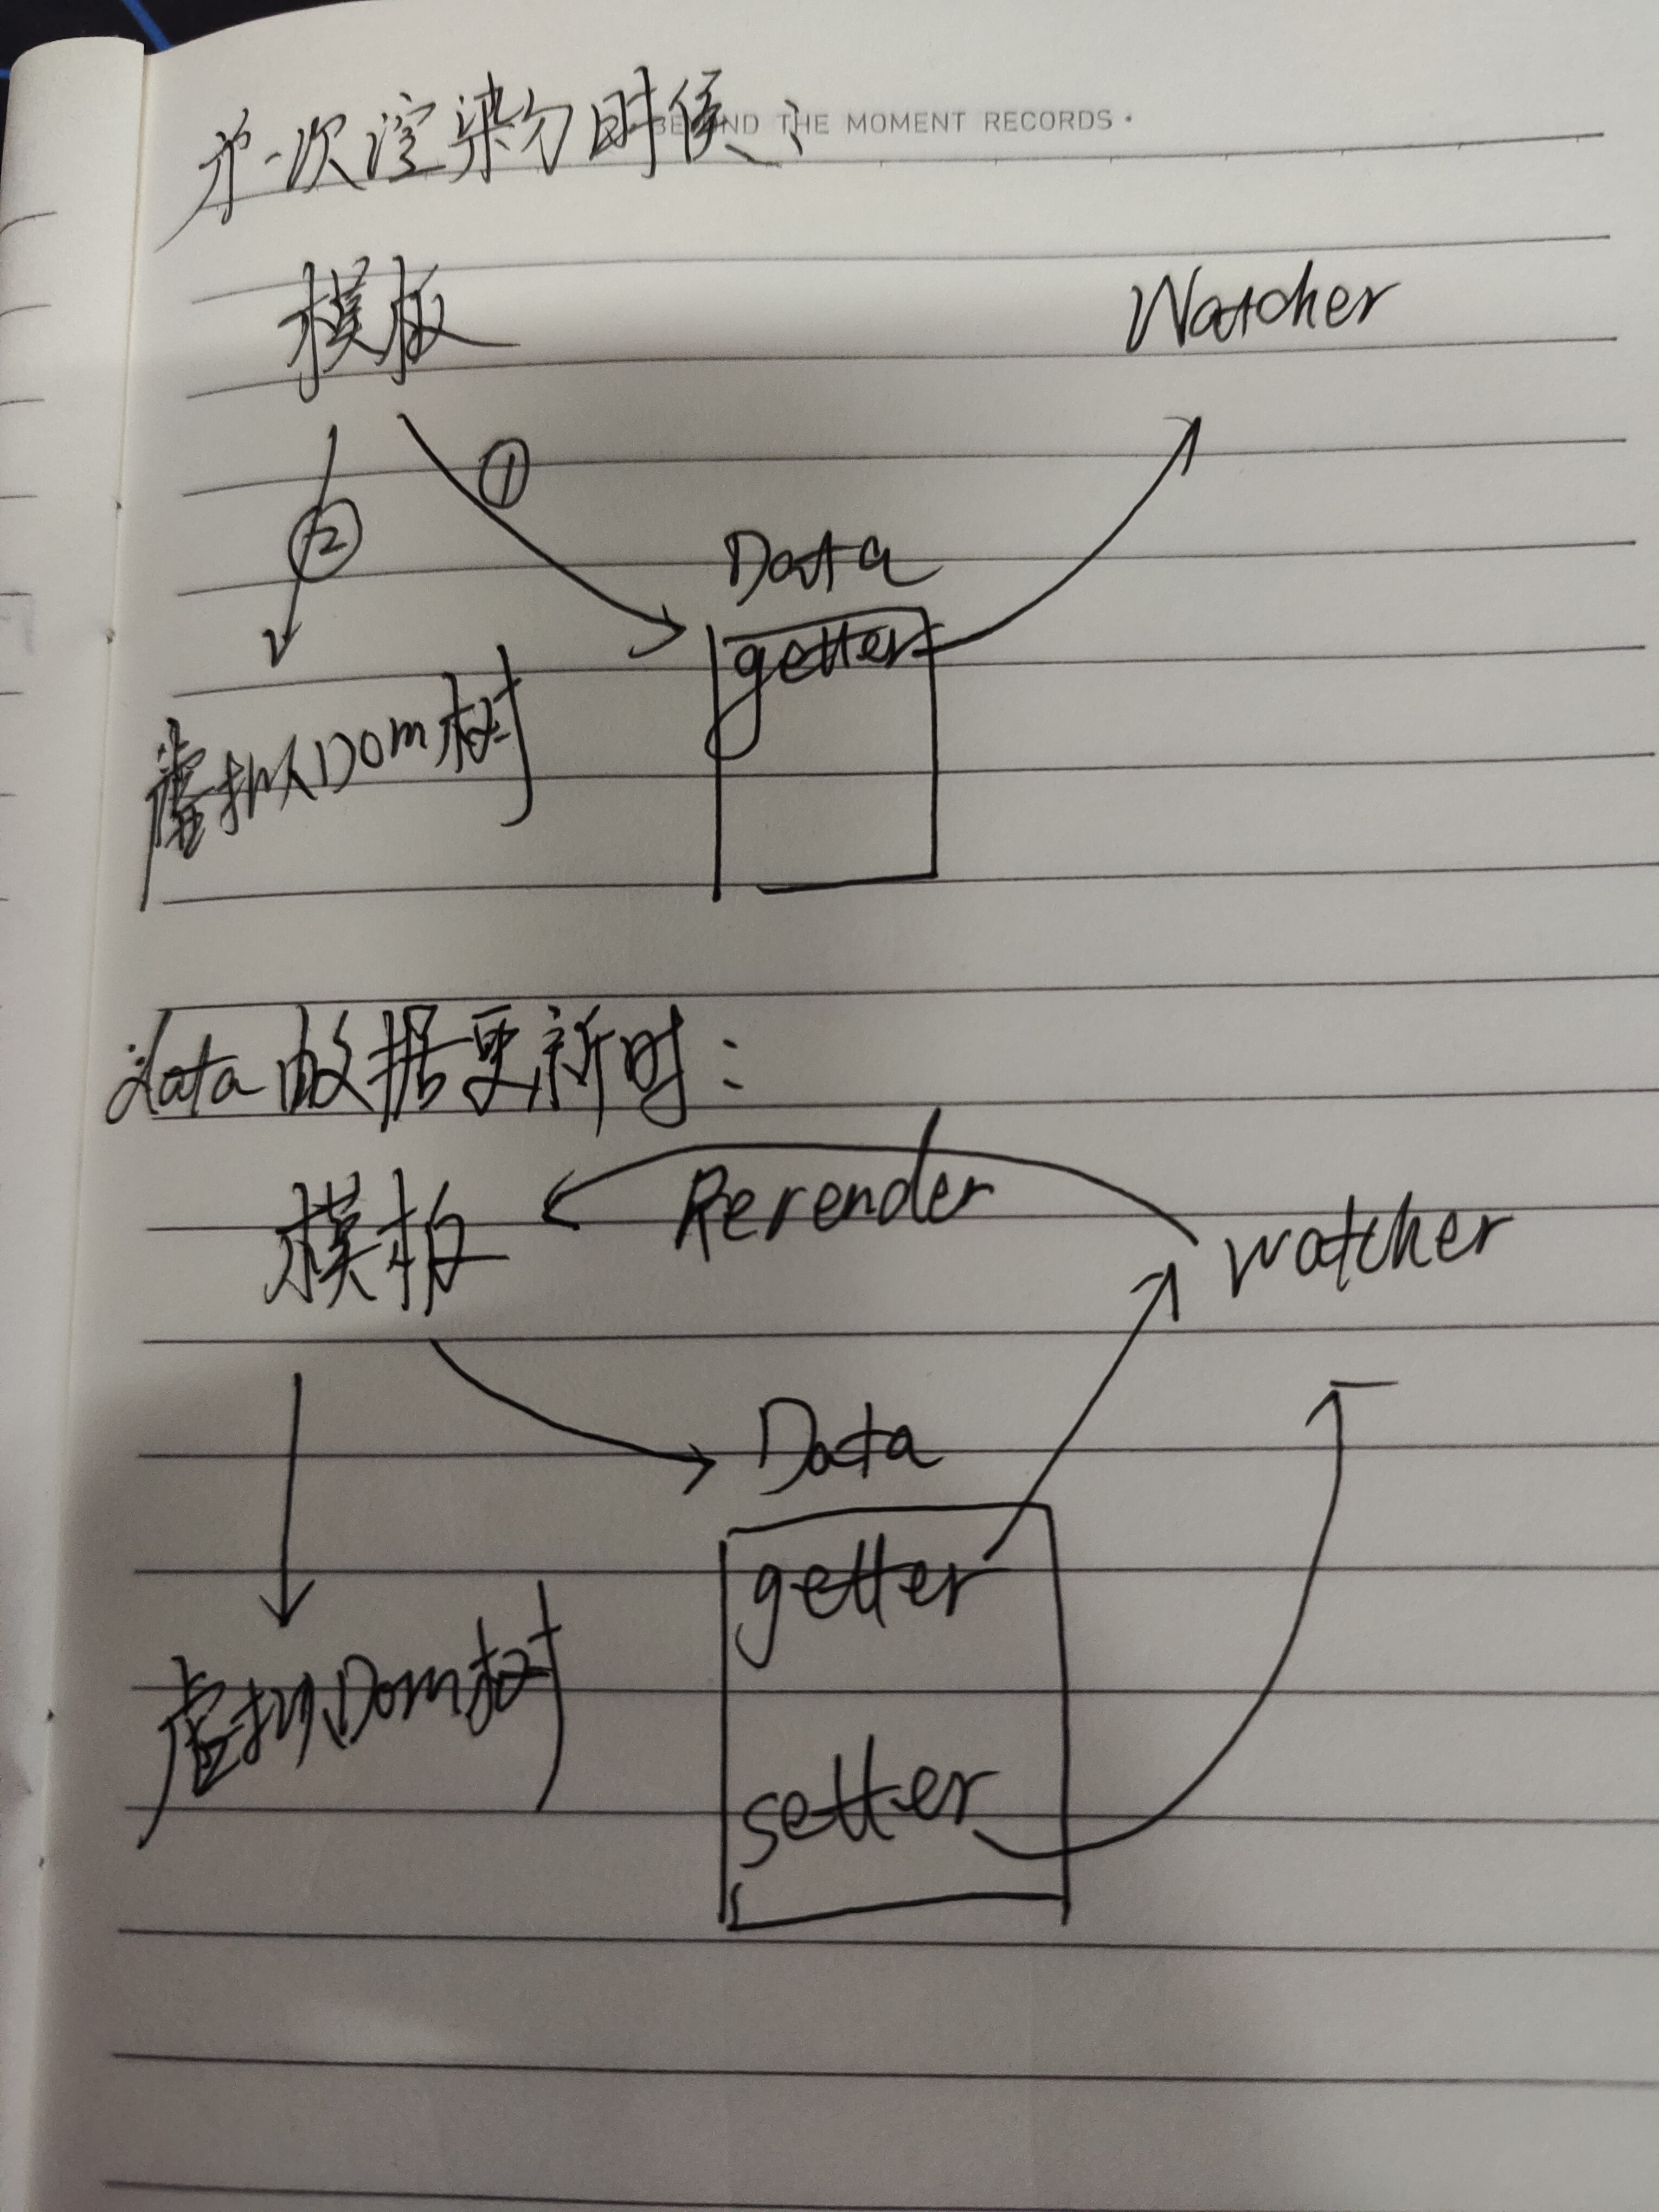 第一次渲染的时候、
BEYOND THE MOMENT RECORDS ·
模板
Watcher
①
②
Data
getter
虚拟Dom树
data数据更新时：
Rerender
模板
watcher
Data
getter
虚拟Dom树
setter